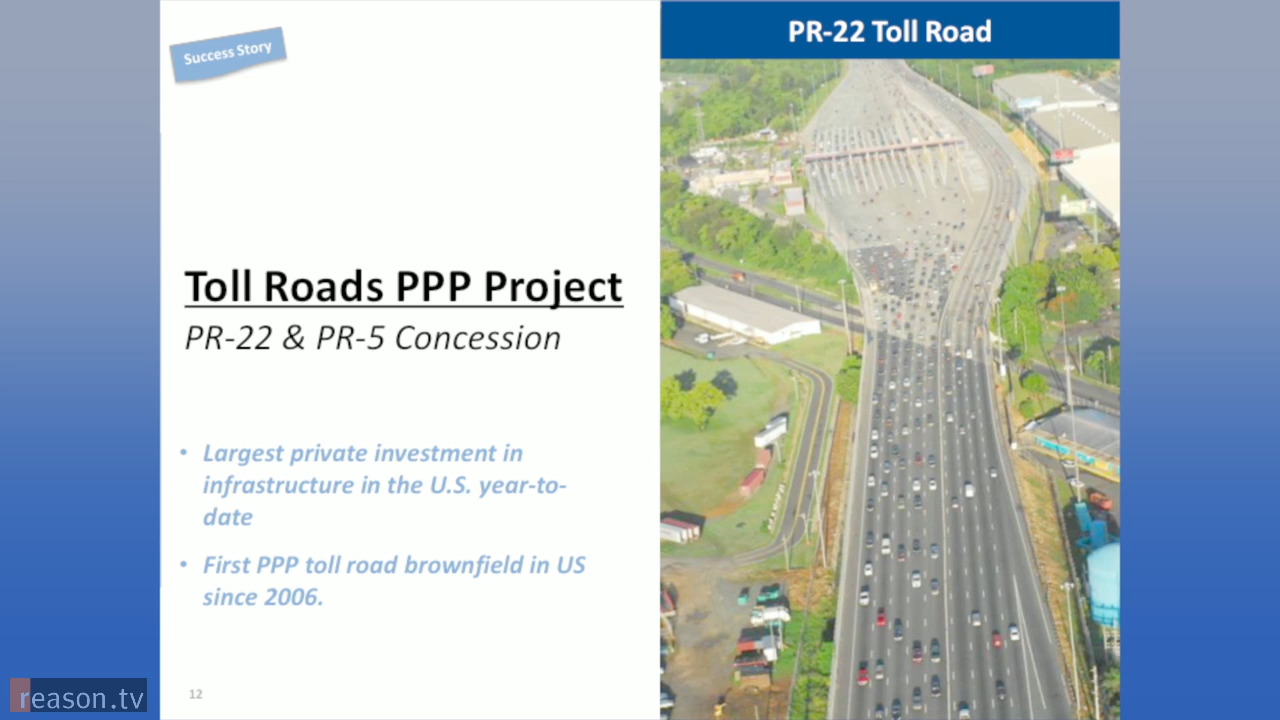 Success Story
PR-22 Toll Road
Toll Roads PPP Project
PR-22 & PR-5 Concession
• Largest private investment in
infrastructure in the U.S. year-to-
date
• First PPP toll road brownfield in US
since 2006.
12
reason.tv